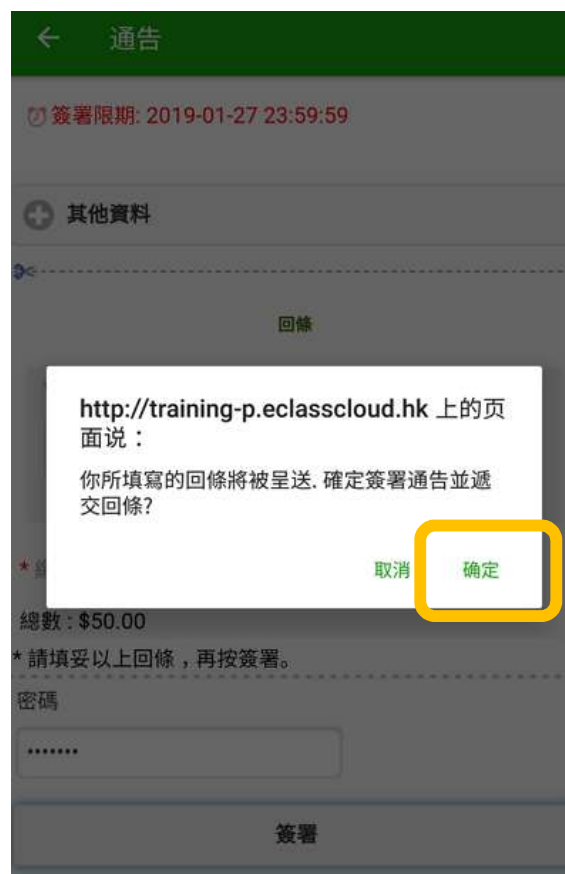 通告
簽署限期: 2019-01-27 23:59:59
其他資料
回條
http://training-p.eclasscloud.hk 上的页
面说：
你所填寫的回條將被呈送. 確定簽署通告並遞
交回條?
取消 确定
*
總數 : $50.00
* 請填妥以上回條，再按簽署。
密碼
•••••••
簽署